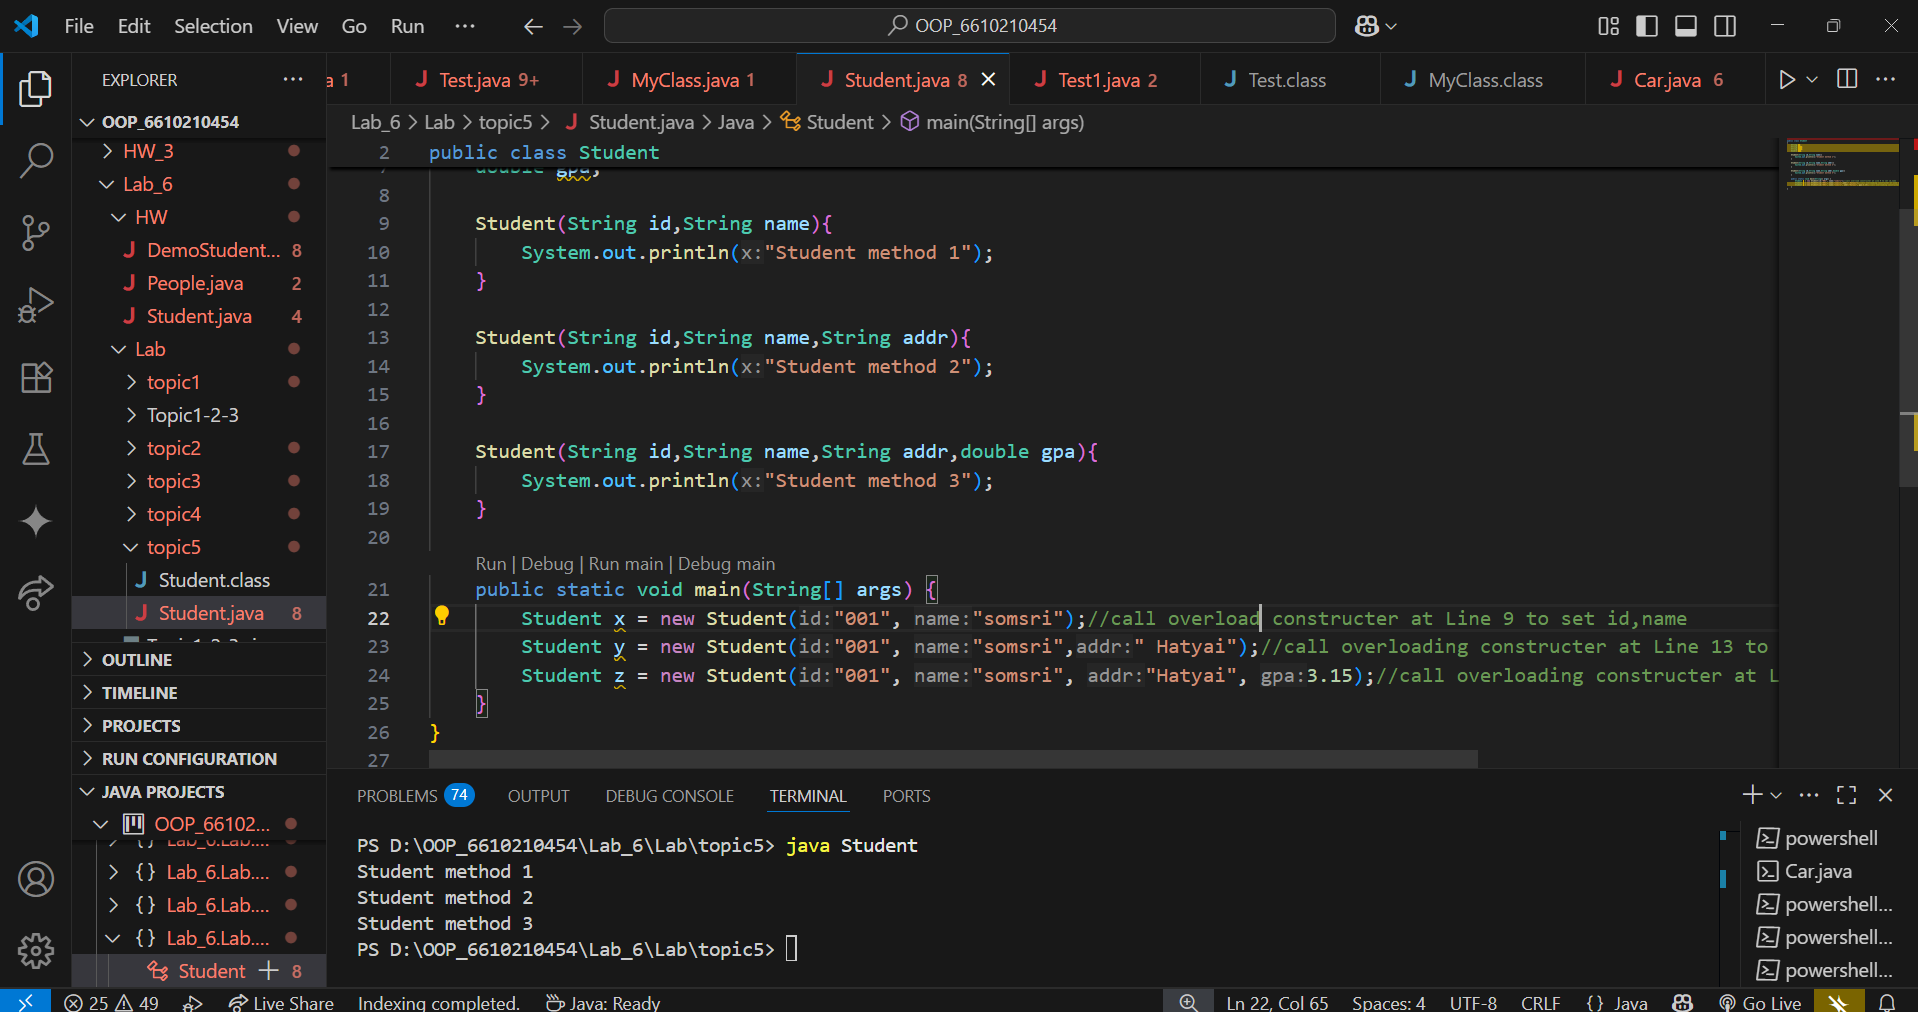 File Edit Selection View Go Run ··· OOP_6610210454
EXPLORER
OOP_6610210454
HW_3
Lab_6
HW
DemoStudent... 8
People.java 2
Student.java 4
Lab
topic1
Topic1-2-3
topic2
topic3
topic4
topic5
Student.class
Student.java 8
OUTLINE
TIMELINE
PROJECTS
RUN CONFIGURATION
JAVA PROJECTS
OOP_66102...
Lab_6.Lab....
Lab_6.Lab....
Lab_6.Lab....
Lab_6.Lab....
Student 8
a 1 Test.java 9+ MyClass.java 1 Student.java 8 Test1.java 2 Test.class MyClass.class Car.java 6
Lab_6 > Lab > topic5 > Student.java > Java > Student > main(String[] args)
2 public class Student
double gpa;
8
9 Student(String id,String name){
10 System.out.println(x:"Student method 1");
11 }
12
13 Student(String id,String name,String addr){
14 System.out.println(x:"Student method 2");
15 }
16
17 Student(String id,String name,String addr,double gpa){
18 System.out.println(x:"Student method 3");
19 }
20
Run | Debug | Run main | Debug main
21 public static void main(String[] args) {
22 Student x = new Student(id:"001", name:"somsri");//call overload constructer at Line 9 to set id,name
23 Student y = new Student(id:"001", name:"somsri",addr:" Hatyai");//call overloading constructer at Line 13 to
24 Student z = new Student(id:"001", name:"somsri", addr:"Hatyai", gpa:3.15);//call overloading constructer at L
25 }
26 }
27
PROBLEMS 74 OUTPUT DEBUG CONSOLE TERMINAL PORTS
PS D:\OOP_6610210454\Lab_6\Lab\topic5> java Student
Student method 1
Student method 2
Student method 3
PS D:\OOP_6610210454\Lab_6\Lab\topic5>
powershell
Car.java
powershell...
powershell...
powershell...
25 49 Live Share Indexing completed. Java: Ready Ln 22, Col 65 Spaces: 4 UTF-8 CRLF {} Java Go Live